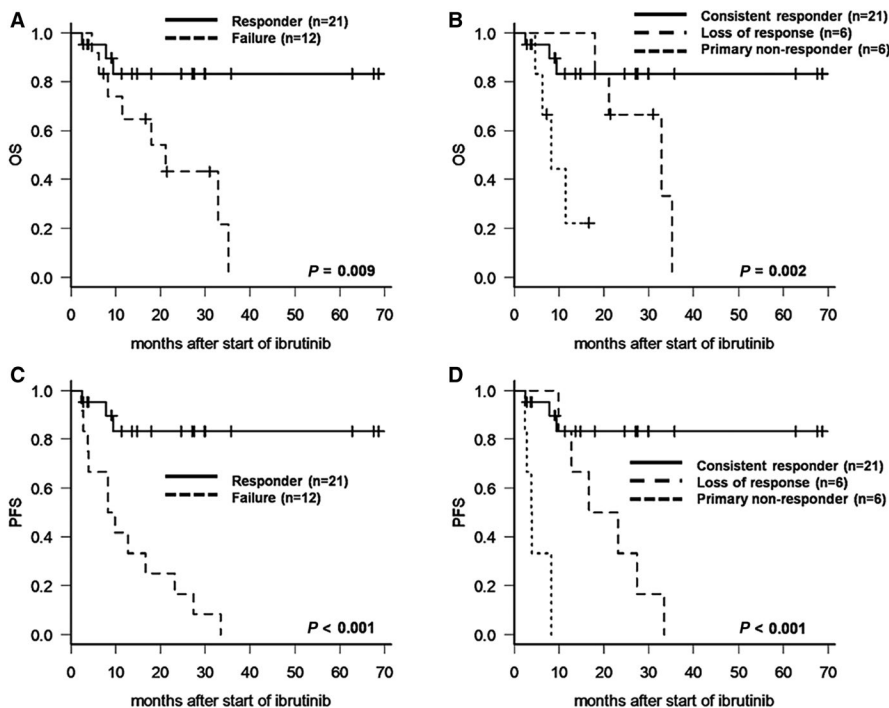 A
Responder (n=21)
Failure (n=12)
1.0
0.8
0.6
0.4
0.2
0.0
OS
P = 0.009
0 10 20 30 40 50 60 70
months after start of ibrutinib
B
Consistent responder (n=21)
Loss of response (n=6)
Primary non-responder (n=6)
1.0
0.8
0.6
0.4
0.2
0.0
OS
P = 0.002
0 10 20 30 40 50 60 70
months after start of ibrutinib
C
1.0
0.8
0.6
0.4
0.2
0.0
PFS
Responder (n=21)
Failure (n=12)
P < 0.001
0 10 20 30 40 50 60 70
months after start of ibrutinib
D
1.0
0.8
0.6
0.4
0.2
0.0
PFS
Consistent responder (n=21)
Loss of response (n=6)
Primary non-responder (n=6)
P < 0.001
0 10 20 30 40 50 60 70
months after start of ibrutinib